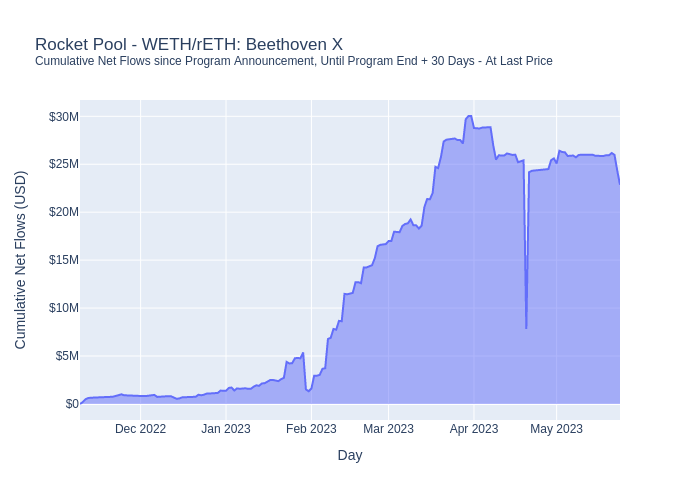 Rocket Pool - WETH/rETH: Beethoven X
Cumulative Net Flows since Program Announcement, Until Program End + 30 Days - At Last Price
Cumulative Net Flows (USD)
$30M
$25M
$20M
$15M
$10M
$5M
$0
Dec 2022
Jan 2023
Feb 2023
Mar 2023
Apr 2023
May 2023
Day